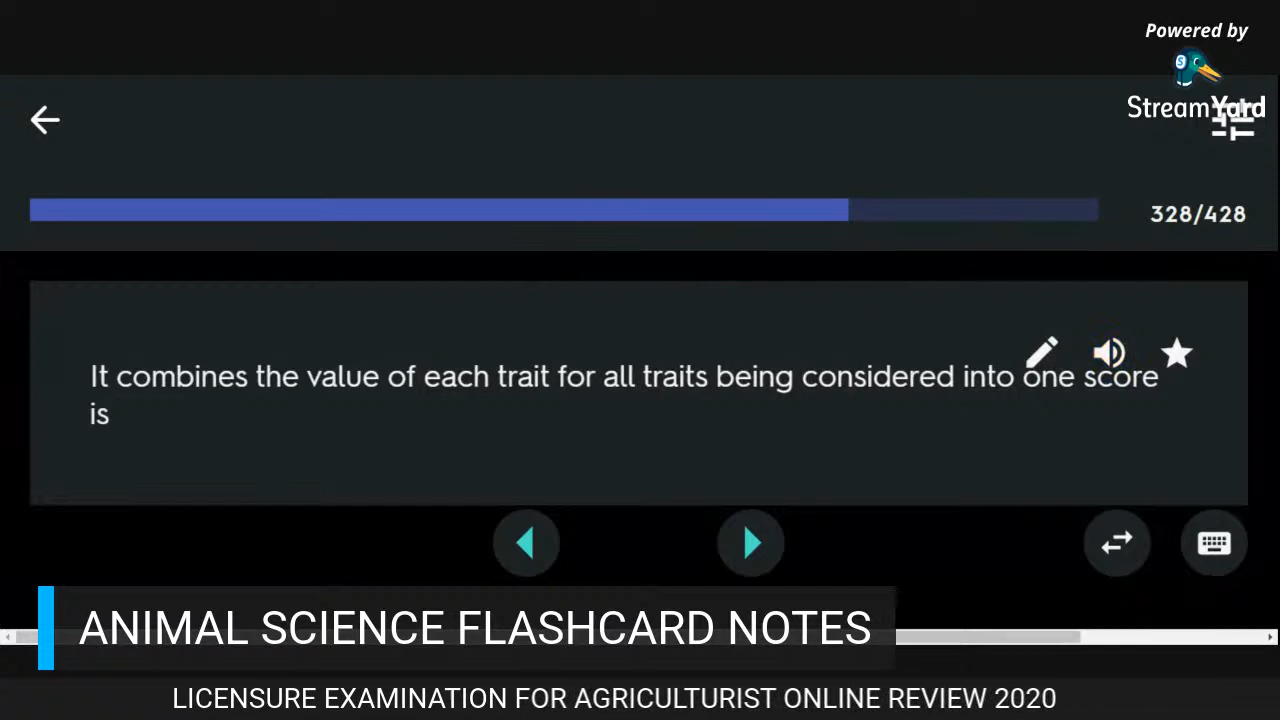 Powered by
StreamYard
328/428
It combines the value of each trait for all traits being considered into one score
is
ANIMAL SCIENCE FLASHCARD NOTES
LICENSURE EXAMINATION FOR AGRICULTURIST ONLINE REVIEW 2020